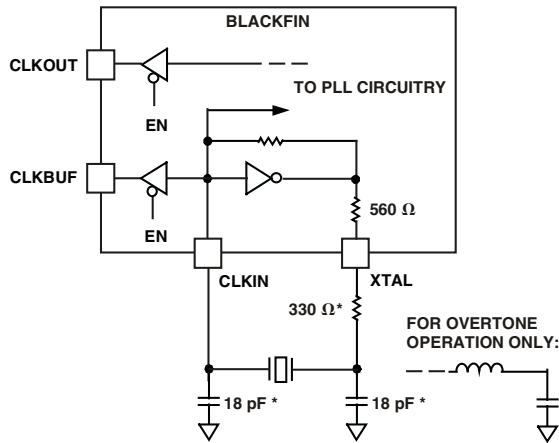 BLACKFIN
CLKOUT
TO PLL CIRCUITRY
EN
CLKBUF
560 Ω
EN
CLKIN
XTAL
330 Ω*
FOR OVERTONE
OPERATION ONLY:
18 pF *
18 pF *